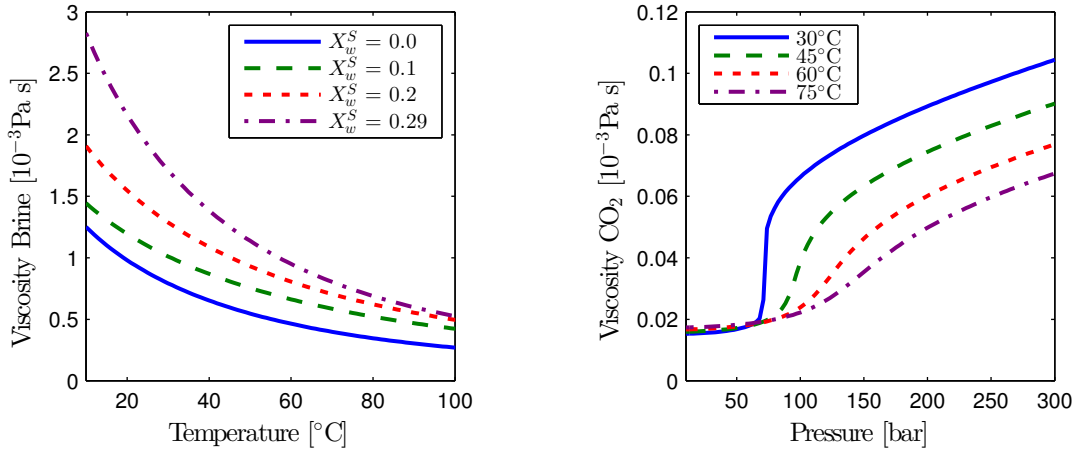 Viscosity Brine [10⁻³Pa s]
3
2.5
2
1.5
1
0.5
0
X_w^S = 0.0
X_w^S = 0.1
X_w^S = 0.2
X_w^S = 0.29
20 40 60 80 100
Temperature [°C]
Viscosity CO₂ [10⁻³Pa s]
0.12
0.1
0.08
0.06
0.04
0.02
0
30°C
45°C
60°C
75°C
50 100 150 200 250 300
Pressure [bar]